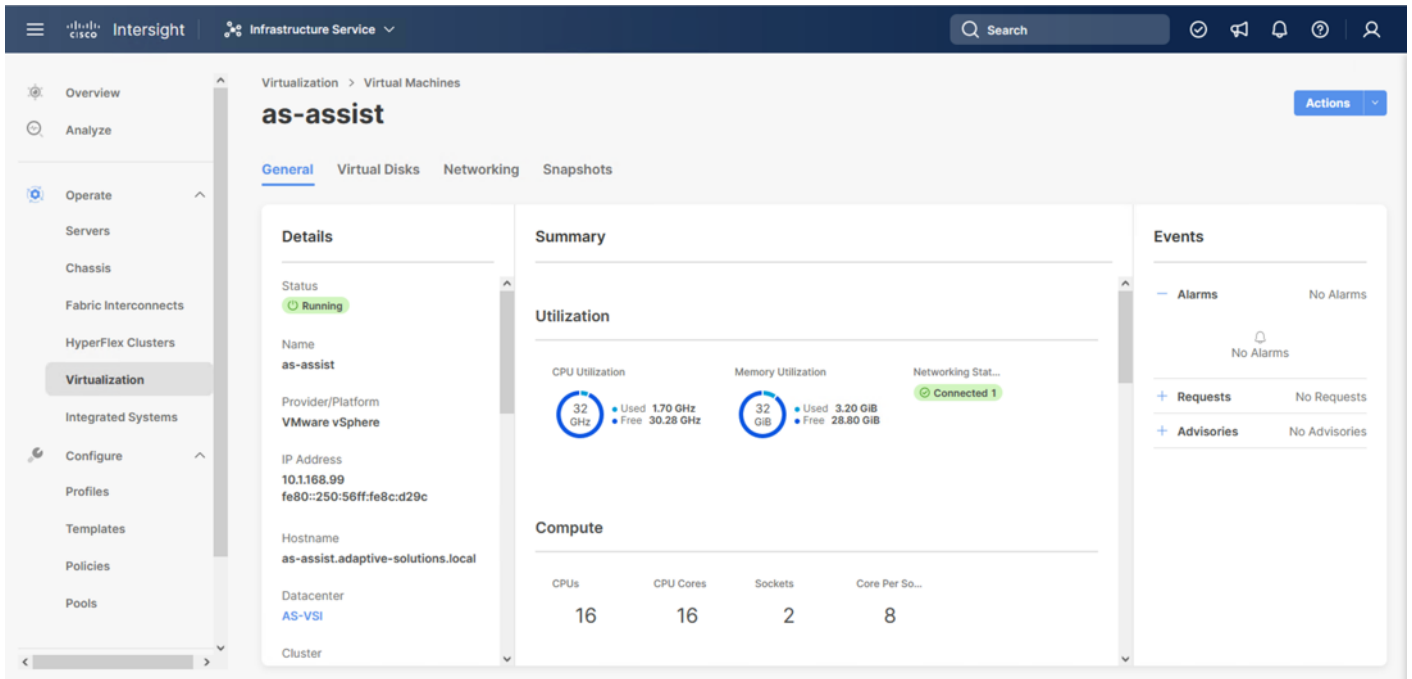 cisco Intersight
Infrastructure Service
Search
Overview
Analyze
Operate
Servers
Chassis
Fabric Interconnects
HyperFlex Clusters
Virtualization
Integrated Systems
Configure
Profiles
Templates
Policies
Pools
Virtualization > Virtual Machines
as-assist
Actions
General Virtual Disks Networking Snapshots
Details
Status
Running
Name
as-assist
Provider/Platform
VMware vSphere
IP Address
10.1.168.99
fe80::250:56ff:fe8c:d29c
Hostname
as-assist.adaptive-solutions.local
Datacenter
AS-VSI
Cluster
Summary
Utilization
CPU Utilization
32
GHz
Used 1.70 GHz
Free 30.28 GHz
Memory Utilization
32
GiB
Used 3.20 GiB
Free 28.80 GiB
Networking Stat...
Connected 1
Compute
CPUs CPU Cores Sockets Core Per So...
16 16 2 8
Events
Alarms No Alarms
No Alarms
Requests No Requests
Advisories No Advisories